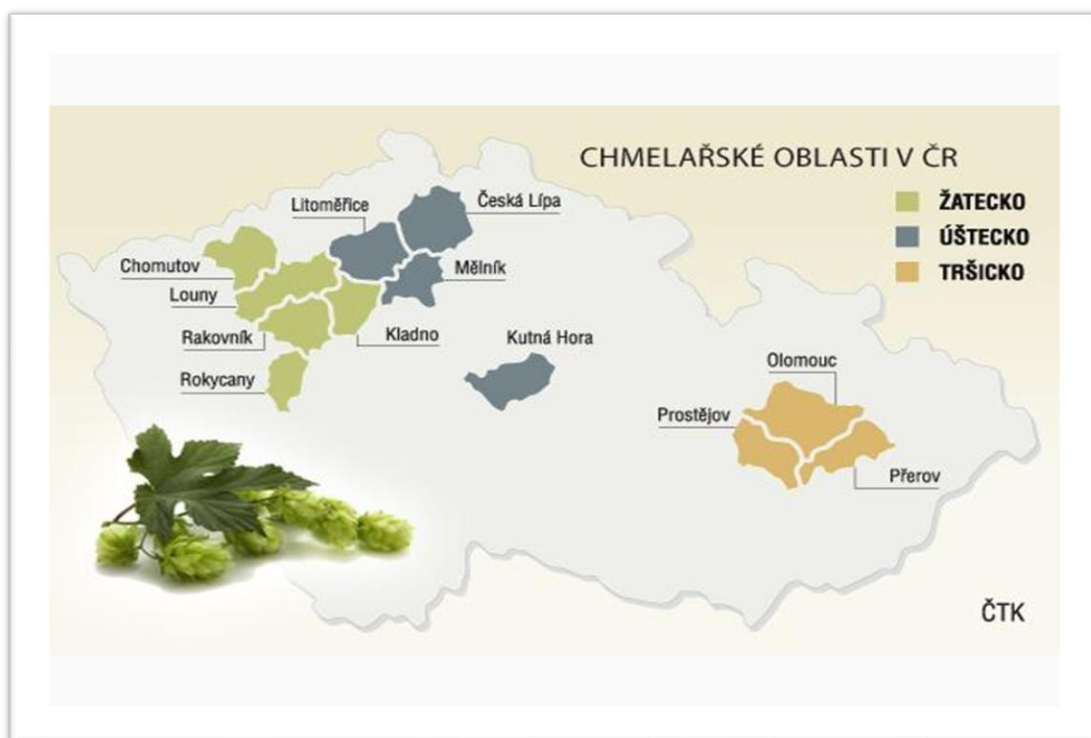 CHMELAŘSKÉ OBLASTI V ČR
ŽATECKO
ÚŠTECKO
TRŠICKO
Litoměřice
Česká Lípa
Chomutov
Mělník
Louny
Rakovník
Kladno
Kutná Hora
Rokycany
Olomouc
Prostějov
Přerov
ČTK